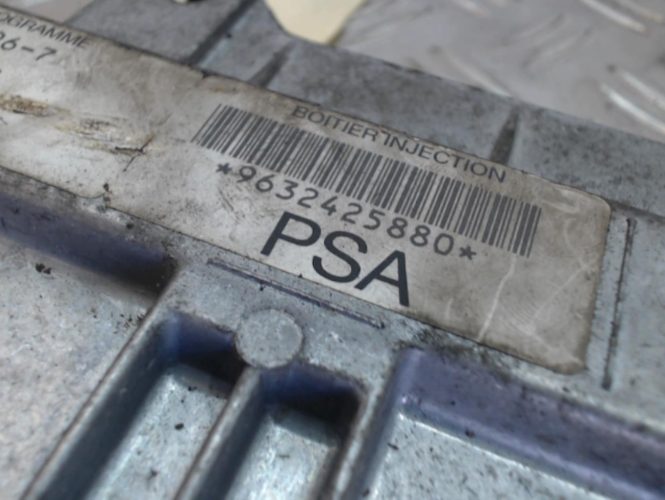 BOITIER INJECTION
*9632425880*
PSA